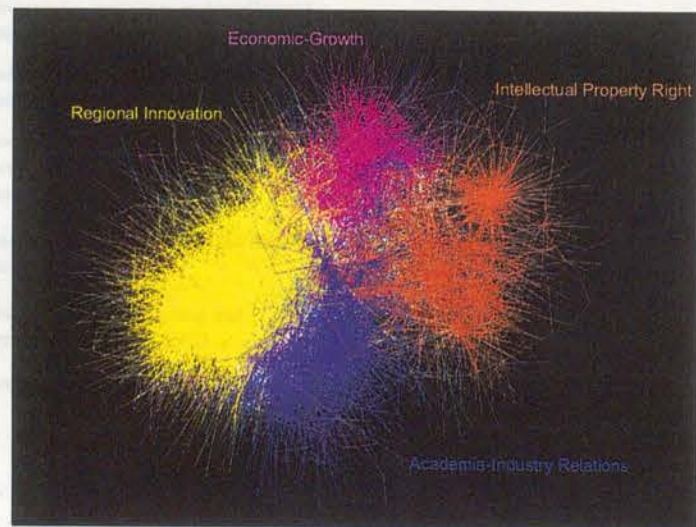 Economic-Growth
Intellectual Property Right
Regional Innovation
Academia-Industry Relations